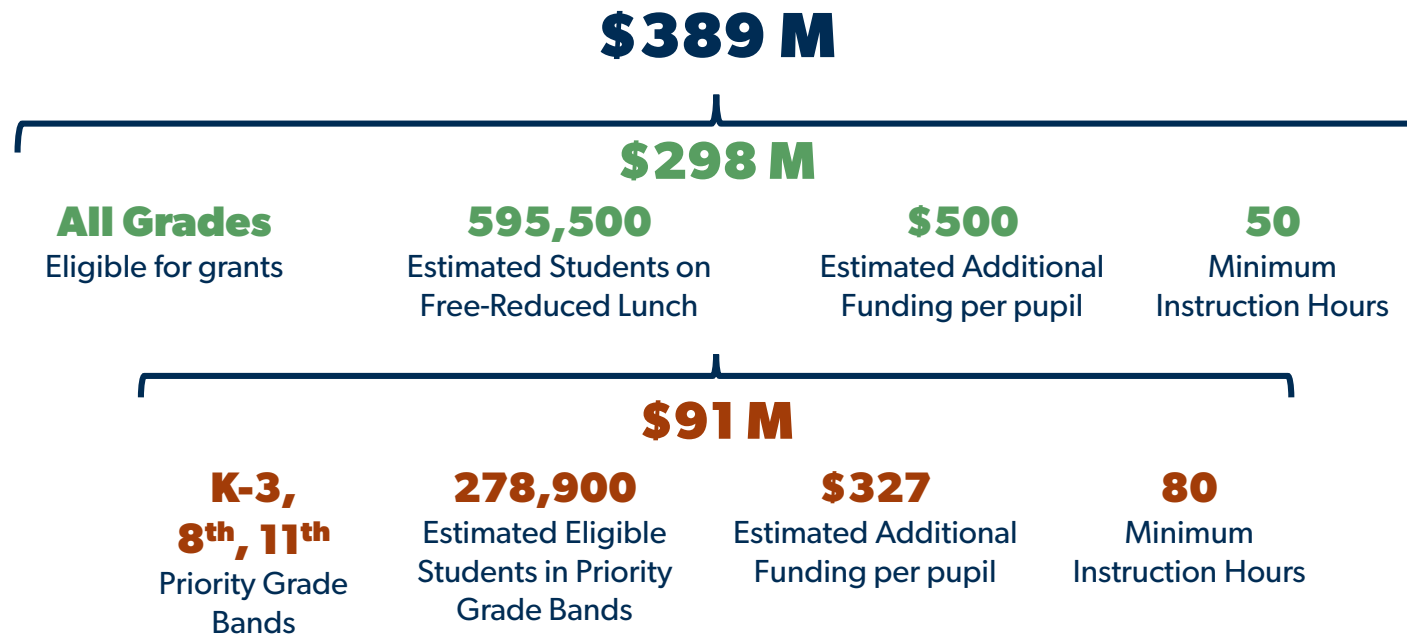 $389 M
$298 M
All Grades
Eligible for grants
595,500
Estimated Students on
Free-Reduced Lunch
$500
Estimated Additional
Funding per pupil
50
Minimum
Instruction Hours
$91 M
K-3,
8th, 11th
Priority Grade
Bands
278,900
Estimated Eligible
Students in Priority
Grade Bands
$327
Estimated Additional
Funding per pupil
80
Minimum
Instruction Hours